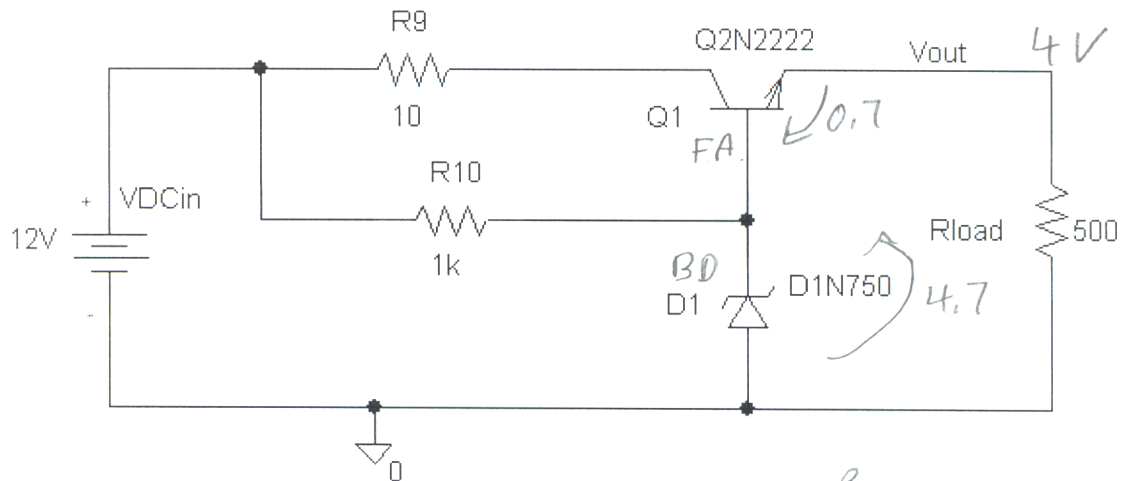 R9
Q2N2222
Vout
4V
10
Q1
0.7
FA.
R10
+
VDCin
12V
1k
Rload
500
BD
D1
D1N750
4.7
-
0